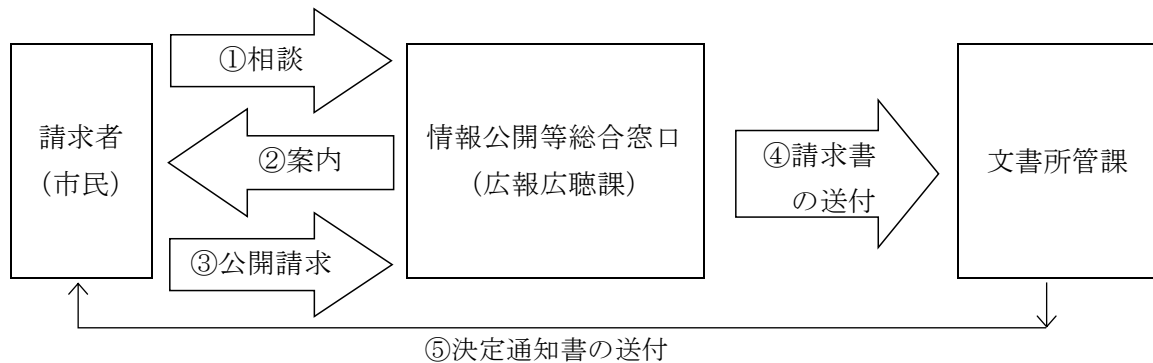 請求者
（市民）
①相談
②案内
③公開請求
情報公開等総合窓口
（広報広聴課）
④請求書
の送付
文書所管課
⑤決定通知書の送付